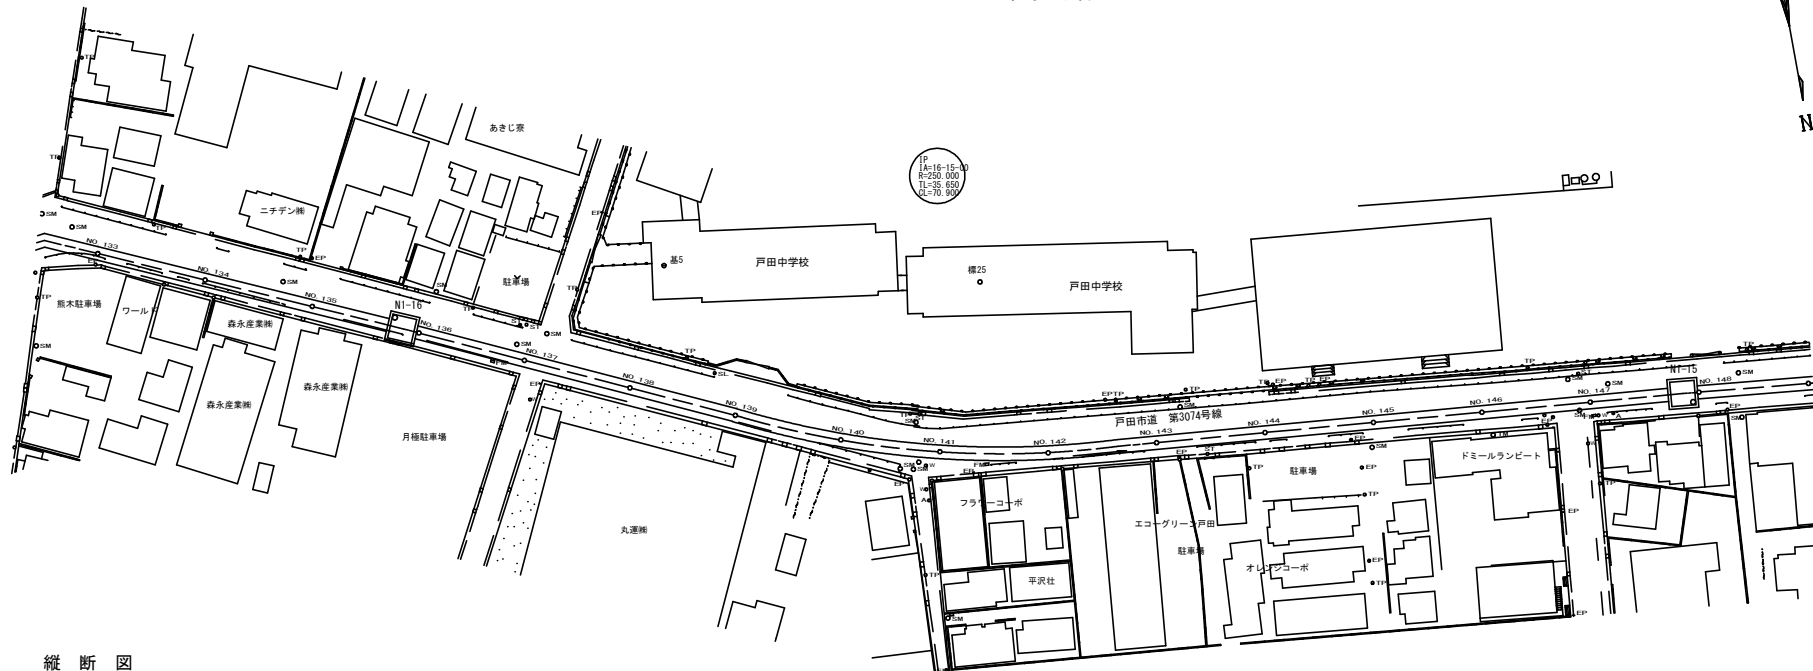 あきじ寮
ニチデン㈱
駐車場
熊木駐車場
ワールド
森永産業㈱
森永産業㈱
森永産業㈱
月極駐車場
丸運㈱
N1-16
NO.133
NO.134
NO.135
NO.136
NO.137
NO.138
NO.139
NO.140
NO.141
NO.142
NO.143
NO.144
NO.145
NO.146
NO.147
NO.148
N1-15
IP
IA=16-15-00
R=250.000
TL=35.650
CL=70.900
基5
戸田中学校
標25
戸田中学校
戸田市道 第3074号線
フラワーコーポ
平沢荘
エコーグリーン戸田
駐車場
オレンジコーポ
駐車場
ドミールランビート
N
縦断図